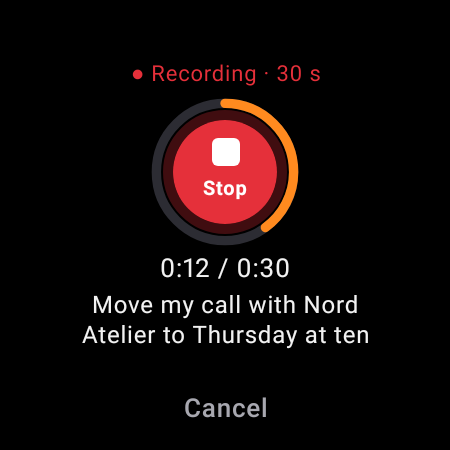 ● Recording · 30 s
Stop
0:12 / 0:30
Move my call with Nord
Atelier to Thursday at ten
Cancel